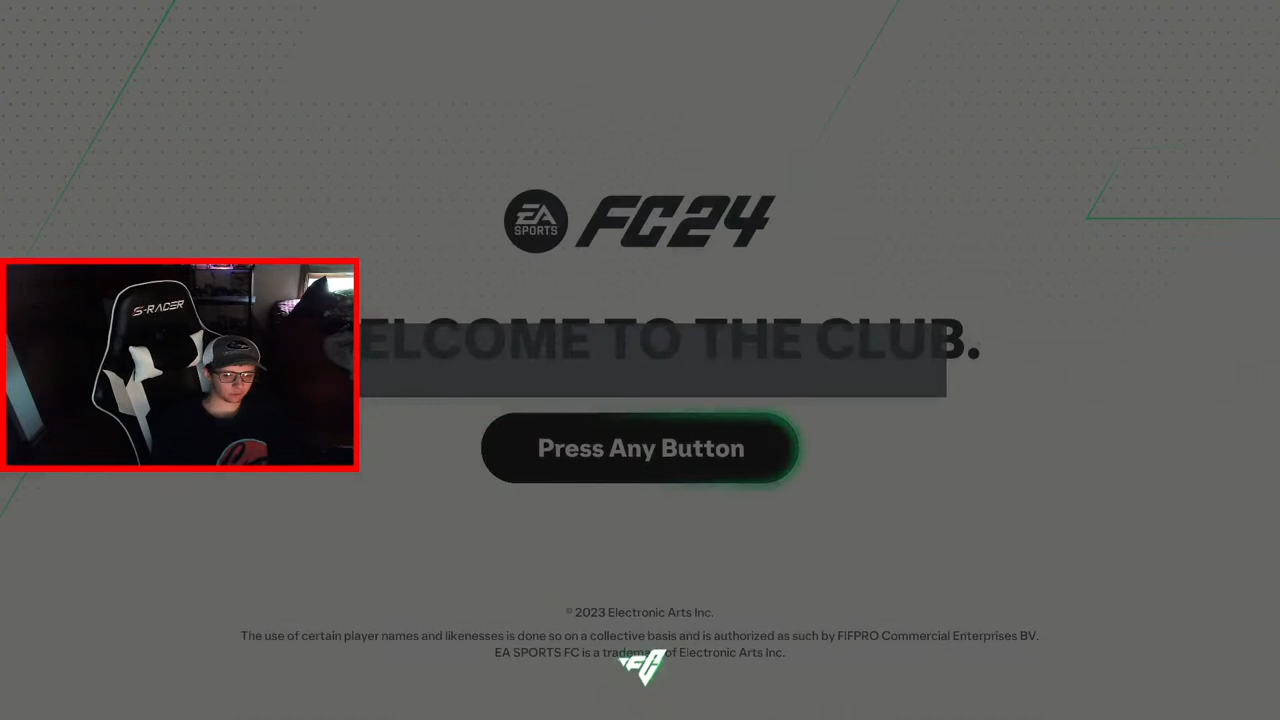 EA
SPORTS
FC24
S-RACER
ELCOME TO THE CLUB.
Press Any Button
© 2023 Electronic Arts Inc.
The use of certain player names and likenesses is done so on a collective basis and is authorized as such by FIFPRO Commercial Enterprises BV.
EA SPORTS FC is a trademark of Electronic Arts Inc.
FC